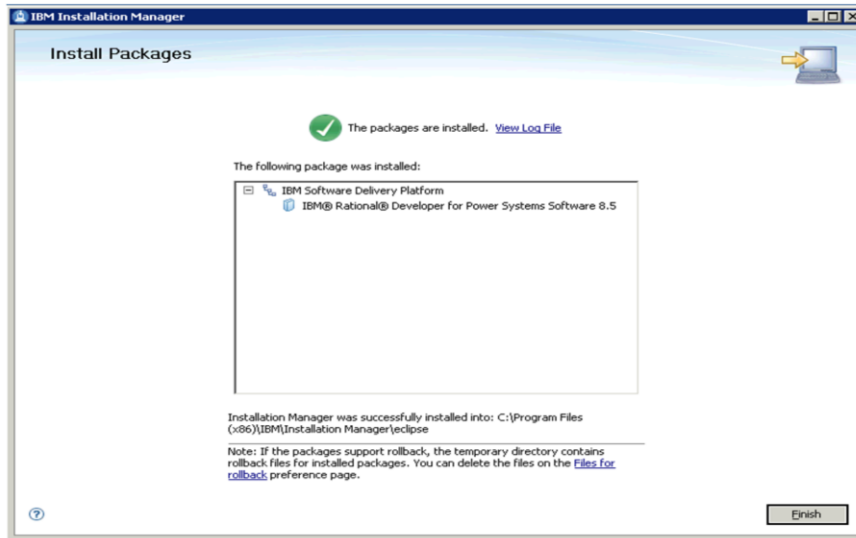 IBM Installation Manager
Install Packages
The packages are installed. View Log File
The following package was installed:
IBM Software Delivery Platform
IBM® Rational® Developer for Power Systems Software 8.5
Installation Manager was successfully installed into: C:\Program Files
(x86)\IBM\Installation Manager\eclipse
Note: If the packages support rollback, the temporary directory contains
rollback files for installed packages. You can delete the files on the Files for
rollback preference page.
Finish